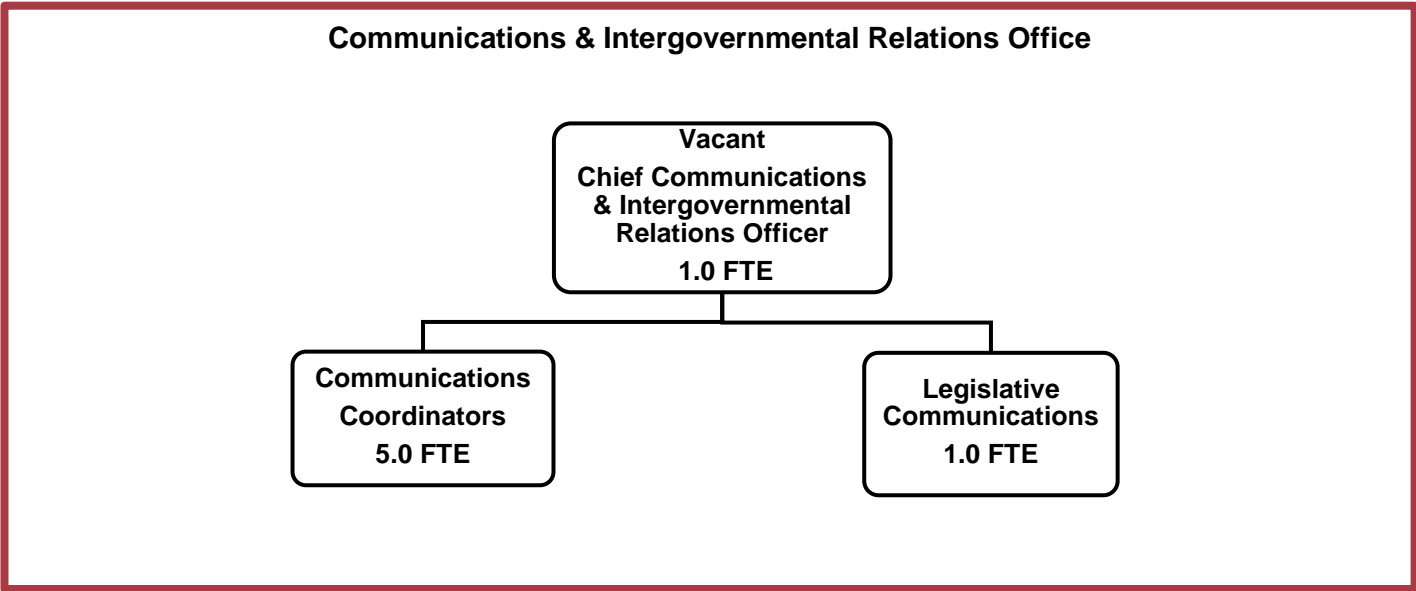 Communications & Intergovernmental Relations Office
Vacant
Chief Communications
& Intergovernmental
Relations Officer
1.0 FTE
Communications
Coordinators
5.0 FTE
Legislative
Communications
1.0 FTE